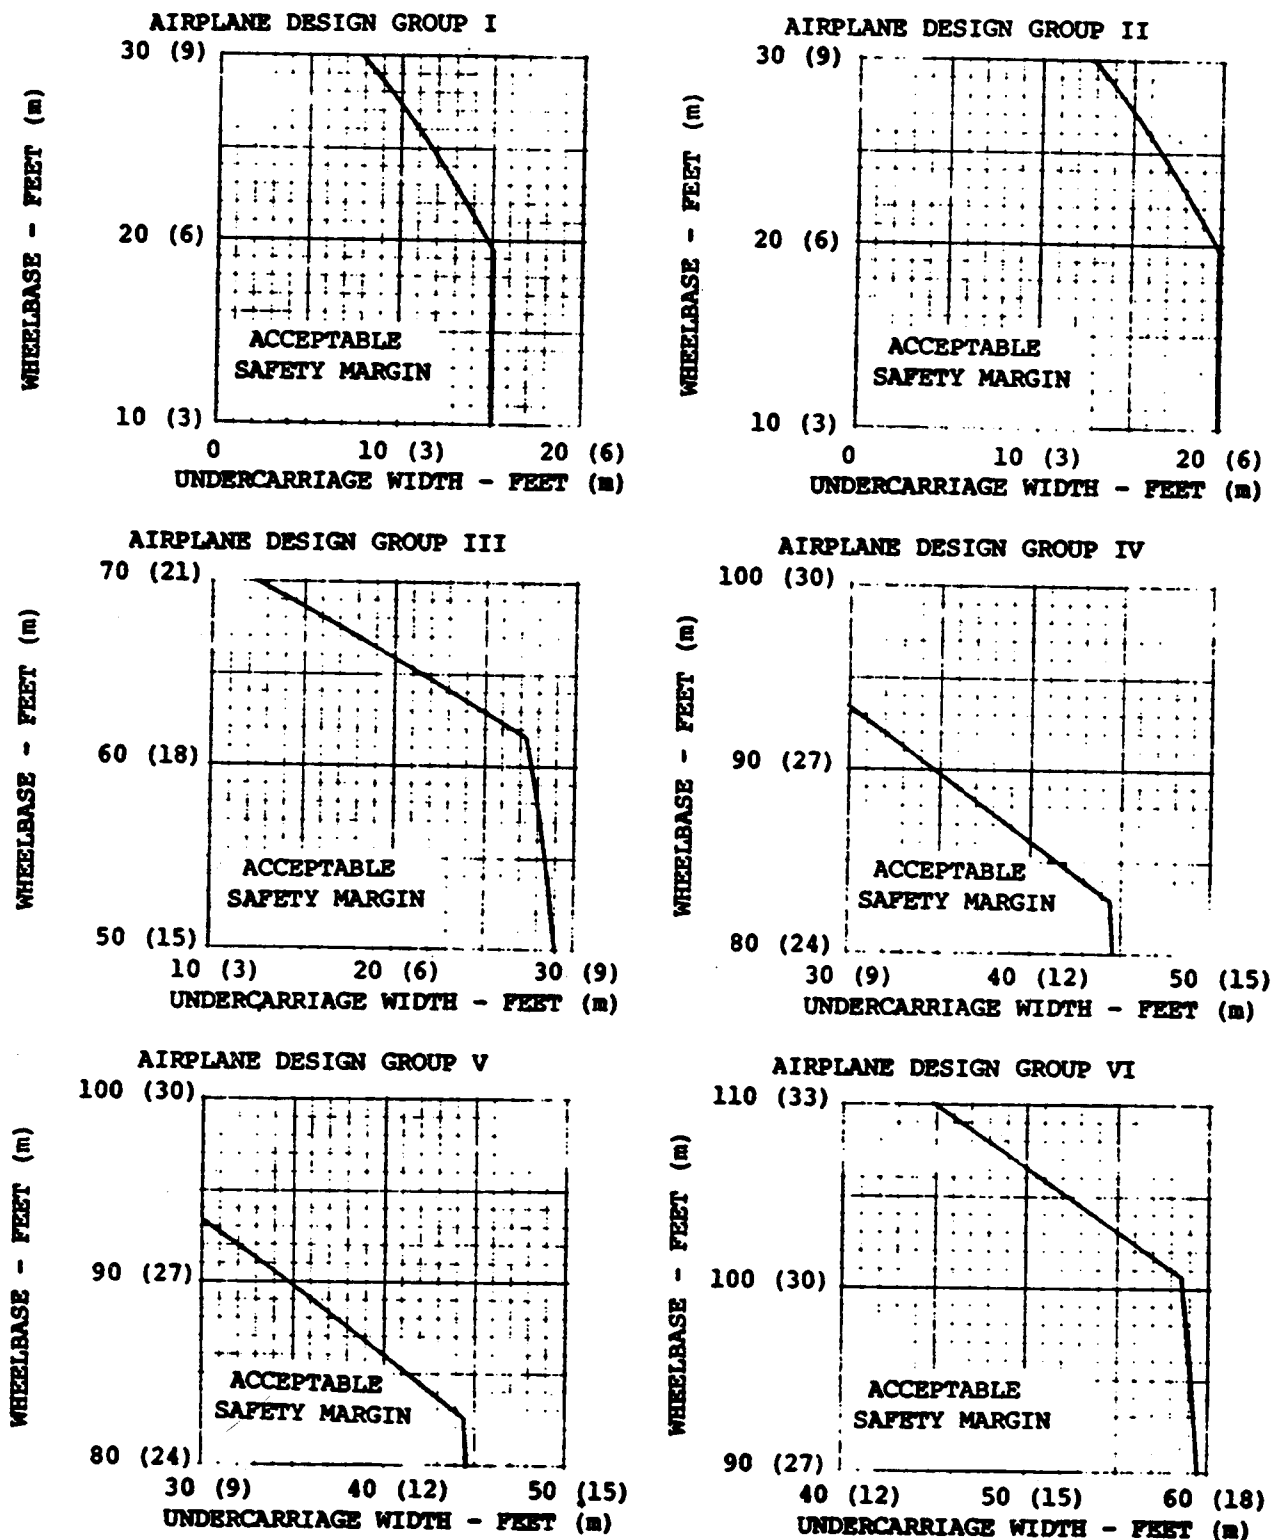 AIRPLANE DESIGN GROUP I
30 (9)
20 (6)
10 (3)
WHEELBASE - FEET (m)
ACCEPTABLE
SAFETY MARGIN
0 10 (3) 20 (6)
UNDERCARRIAGE WIDTH - FEET (m)
AIRPLANE DESIGN GROUP II
30 (9)
20 (6)
10 (3)
WHEELBASE - FEET (m)
ACCEPTABLE
SAFETY MARGIN
0 10 (3) 20 (6)
UNDERCARRIAGE WIDTH - FEET (m)
AIRPLANE DESIGN GROUP III
70 (21)
60 (18)
50 (15)
WHEELBASE - FEET (m)
ACCEPTABLE
SAFETY MARGIN
10 (3) 20 (6) 30 (9)
UNDERCARRIAGE WIDTH - FEET (m)
AIRPLANE DESIGN GROUP IV
100 (30)
90 (27)
80 (24)
WHEELBASE - FEET (m)
ACCEPTABLE
SAFETY MARGIN
30 (9) 40 (12) 50 (15)
UNDERCARRIAGE WIDTH - FEET (m)
AIRPLANE DESIGN GROUP V
100 (30)
90 (27)
80 (24)
WHEELBASE - FEET (m)
ACCEPTABLE
SAFETY MARGIN
30 (9) 40 (12) 50 (15)
UNDERCARRIAGE WIDTH - FEET (m)
AIRPLANE DESIGN GROUP VI
110 (33)
100 (30)
90 (27)
WHEELBASE - FEET (m)
ACCEPTABLE
SAFETY MARGIN
40 (12) 50 (15) 60 (18)
UNDERCARRIAGE WIDTH - FEET (m)